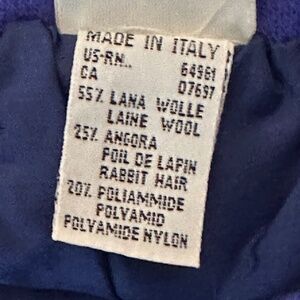 MADE IN ITALY
US-RN.. 64961
CA 07697
55% LANA WOLLE
LAINE WOOL
25% ANGORA
POIL DE LAPIN
RABBIT HAIR
20% POLIAMMIDE
POLYAMID
POLYAMIDE NYLON